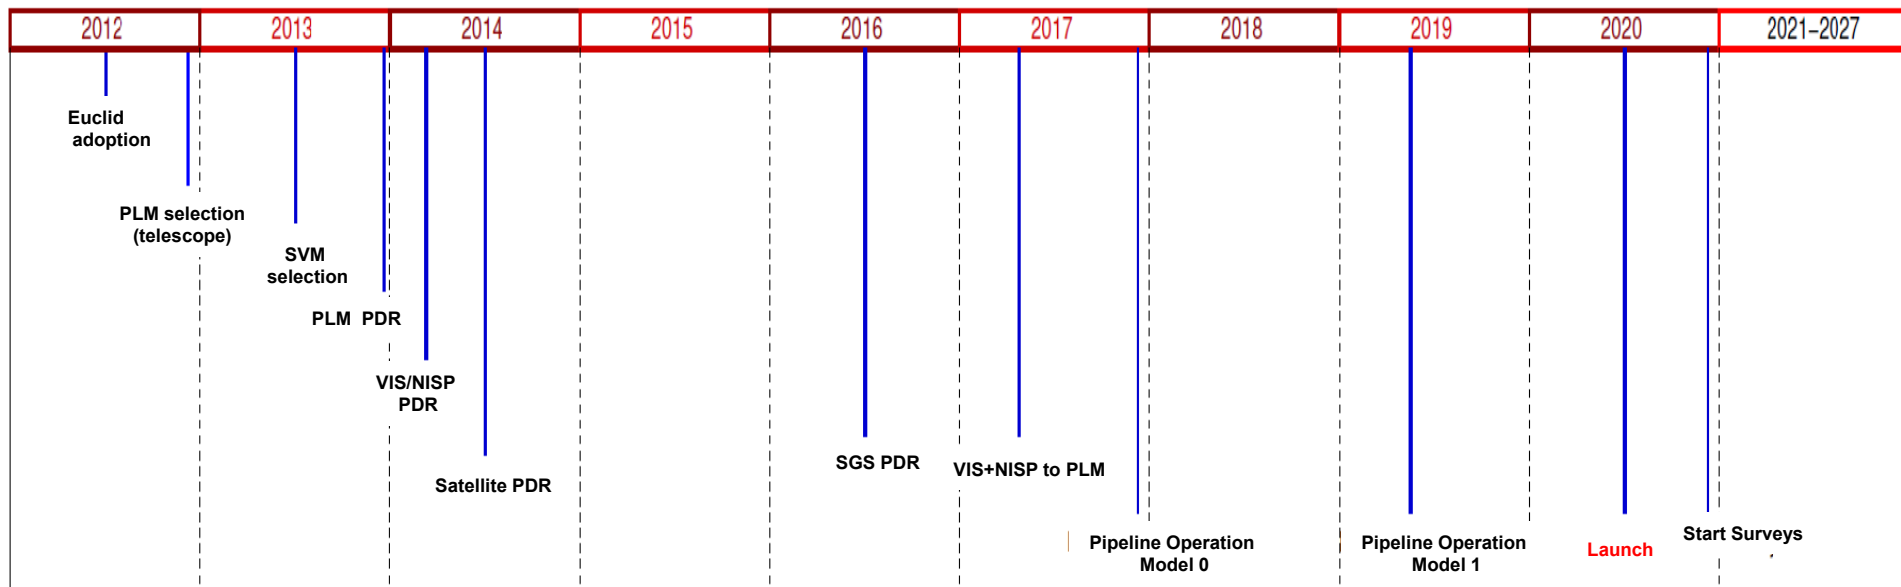 2012
2013
2014
2015
2016
2017
2018
2019
2020
2021–2027
Euclid
adoption
PLM selection
(telescope)
SVM
selection
PLM PDR
VIS/NISP
PDR
Satellite PDR
SGS PDR
VIS+NISP to PLM
Pipeline Operation
Model 0
Pipeline Operation
Model 1
Launch
Start Surveys